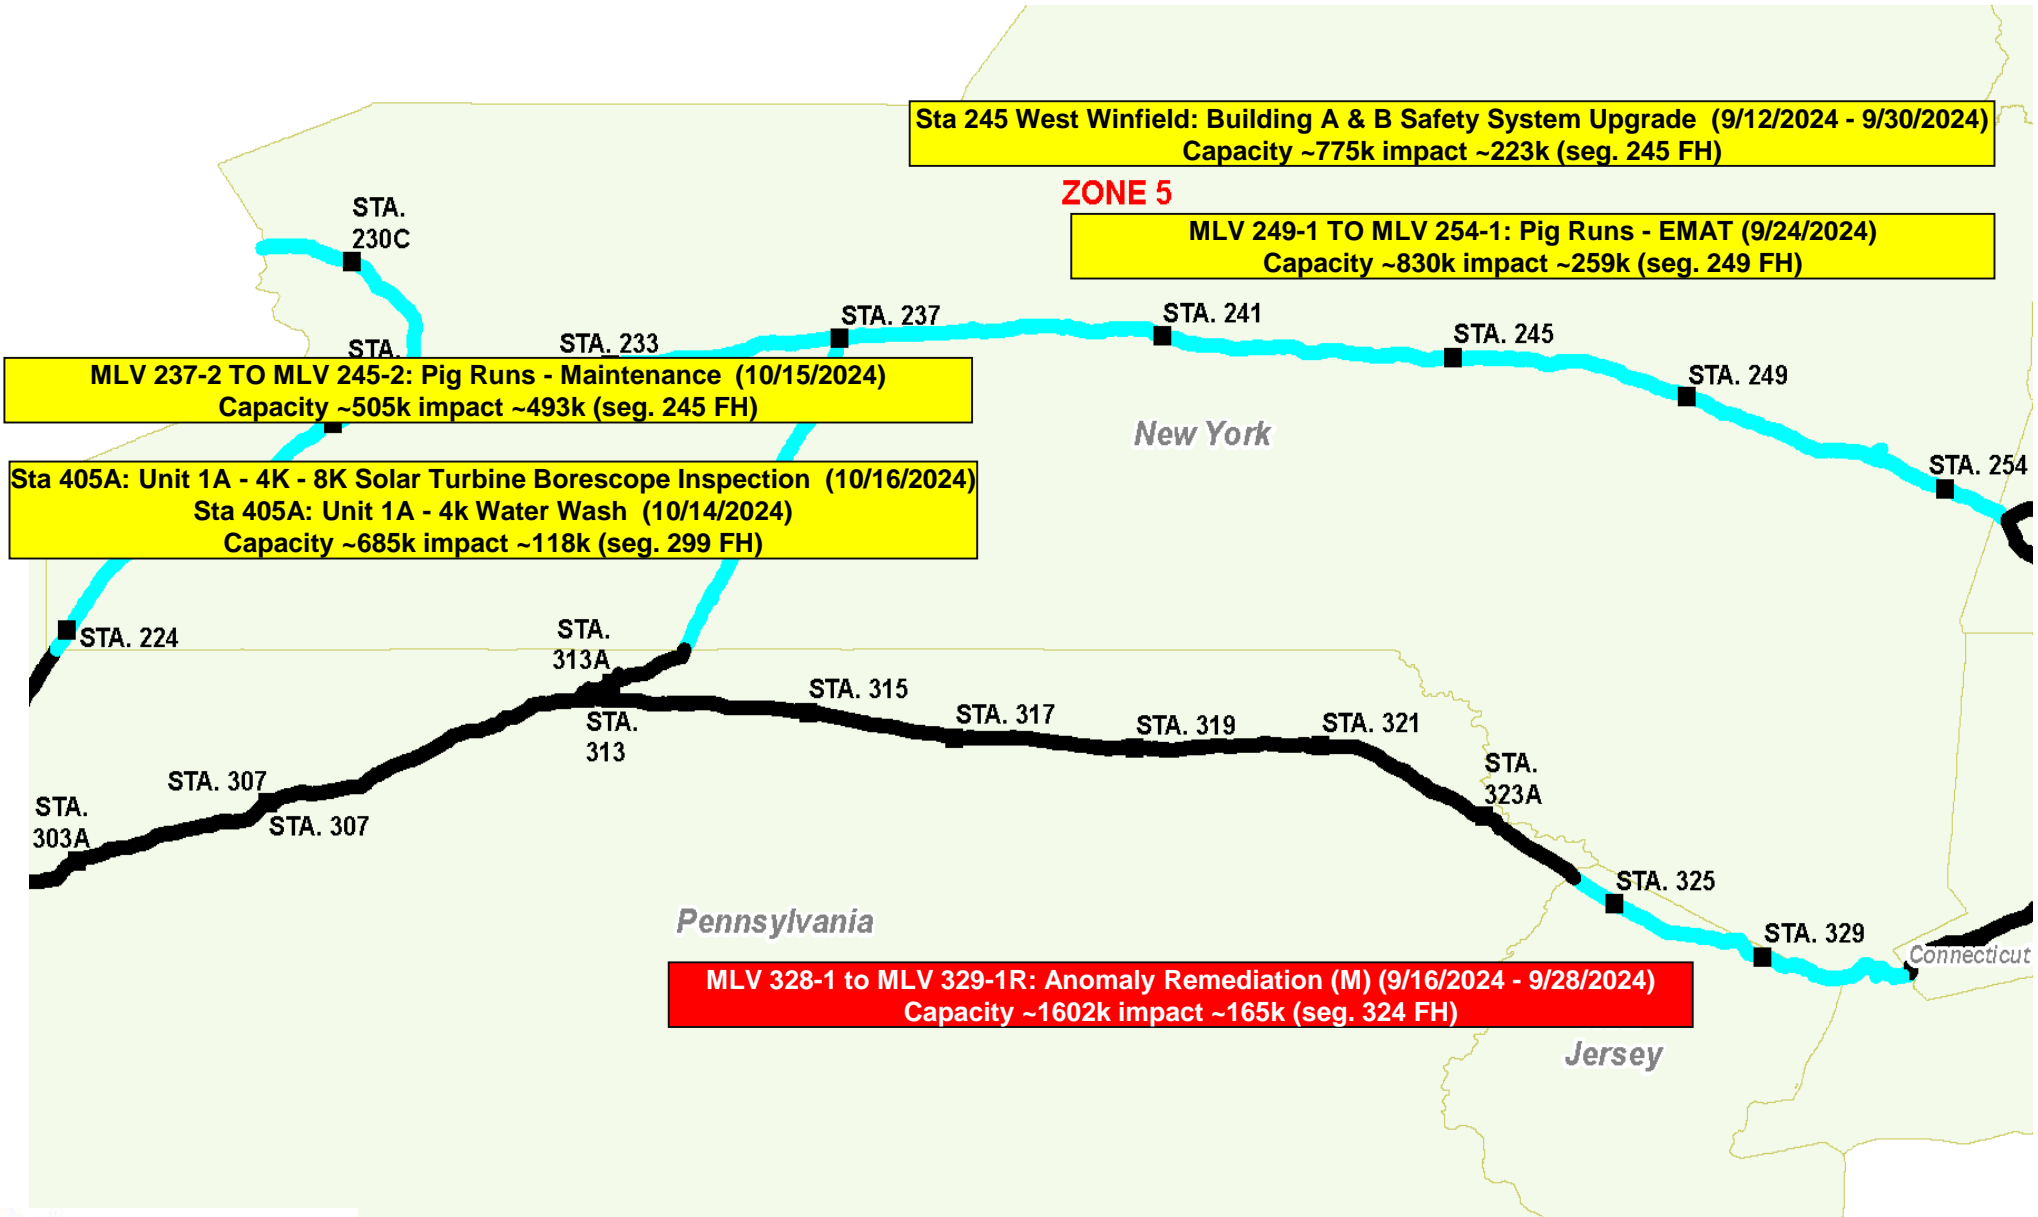 Sta 245 West Winfield: Building A & B Safety System Upgrade (9/12/2024 - 9/30/2024)
Capacity ~775k impact ~223k (seg. 245 FH)
ZONE 5
MLV 249-1 TO MLV 254-1: Pig Runs - EMAT (9/24/2024)
Capacity ~830k impact ~259k (seg. 249 FH)
STA.
230C
STA. 237
STA. 241
STA. 245
STA. 233
STA.
STA. 249
MLV 237-2 TO MLV 245-2: Pig Runs - Maintenance (10/15/2024)
Capacity ~505k impact ~493k (seg. 245 FH)
New York
STA. 254
Sta 405A: Unit 1A - 4K - 8K Solar Turbine Borescope Inspection (10/16/2024)
Sta 405A: Unit 1A - 4k Water Wash (10/14/2024)
Capacity ~685k impact ~118k (seg. 299 FH)
STA. 224
STA.
313A
STA. 315
STA. 317
STA. 319
STA. 321
STA.
313
STA.
323A
STA. 307
STA. 307
STA.
303A
STA. 325
Pennsylvania
STA. 329
Connecticut
MLV 328-1 to MLV 329-1R: Anomaly Remediation (M) (9/16/2024 - 9/28/2024)
Capacity ~1602k impact ~165k (seg. 324 FH)
Jersey